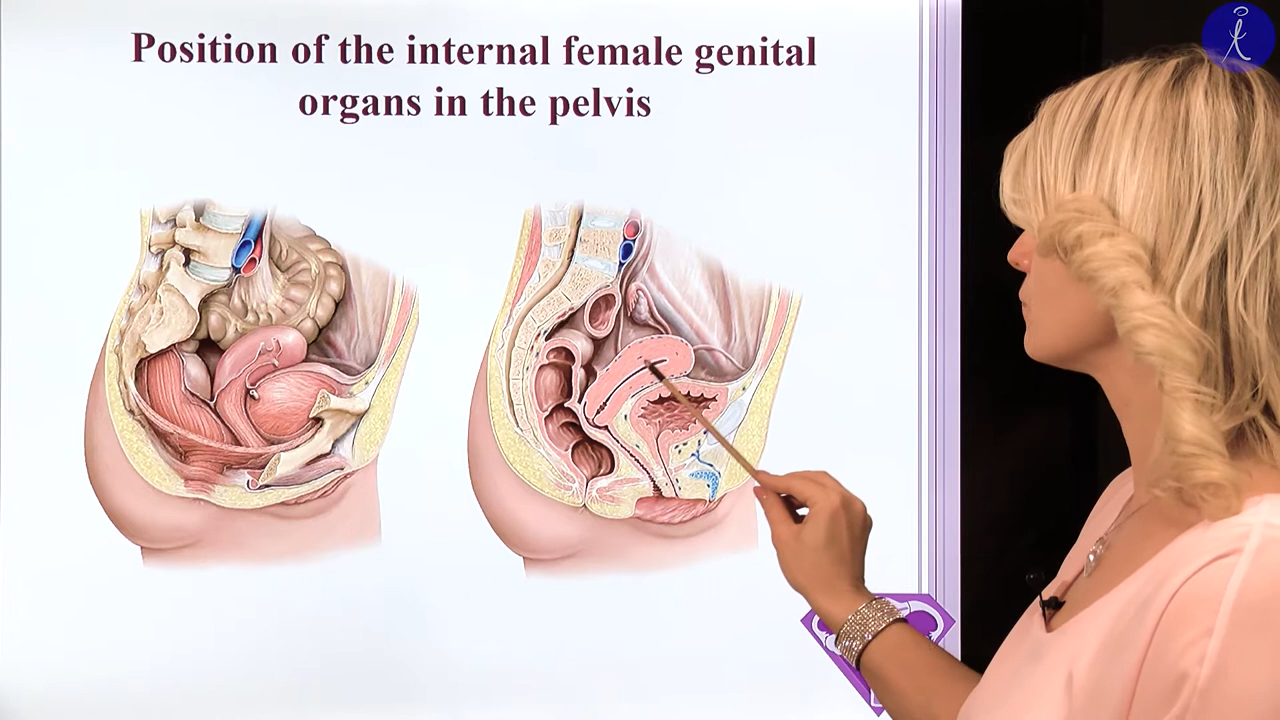 Position of the internal female genital
organs in the pelvis